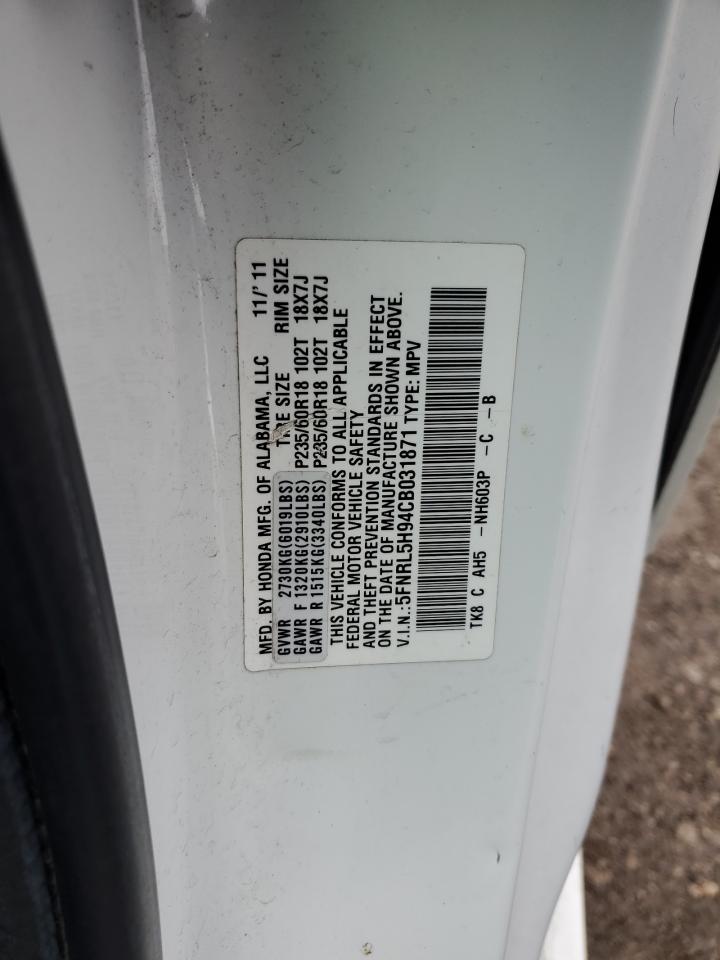 MFD. BY HONDA MFG. OF ALABAMA, LLC 11/' 11
GVWR 2730KG(6019LBS) TIRE SIZE RIM SIZE
GAWR F 1320KG(2910LBS) P235/60R18 102T 18X7J
GAWR R 1515KG(3340LBS) P235/60R18 102T 18X7J
THIS VEHICLE CONFORMS TO ALL APPLICABLE
FEDERAL MOTOR VEHICLE SAFETY
AND THEFT PREVENTION STANDARDS IN EFFECT
ON THE DATE OF MANUFACTURE SHOWN ABOVE.
V.I.N.:5FNRL5H94CB031871 TYPE: MPV
TK8 C AH5 -NH603P -C -B